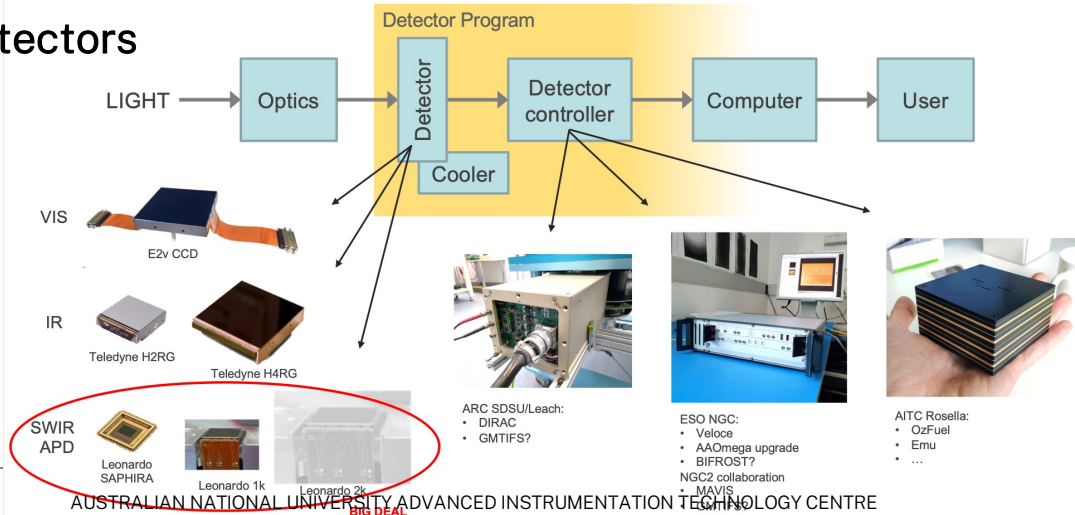 tectors
Detector Program
LIGHT
Optics
Detector
Cooler
Detector
controller
Computer
User
VIS
E2v CCD
IR
Teledyne H2RG
Teledyne H4RG
SWIR
APD
Leonardo
SAPHIRA
Leonardo 1k
Leonardo 2k
BIG DEAL
ARC SDSU/Leach:
• DIRAC
• GMTIFS?
ESO NGC:
• Veloce
• AAOmega upgrade
• BIFROST?
NGC2 collaboration
• MAVIS
• GMTIFS?
AITC Rosella:
• OzFuel
• Emu
• ...
AUSTRALIAN NATIONAL UNIVERSITY ADVANCED INSTRUMENTATION TECHNOLOGY CENTRE